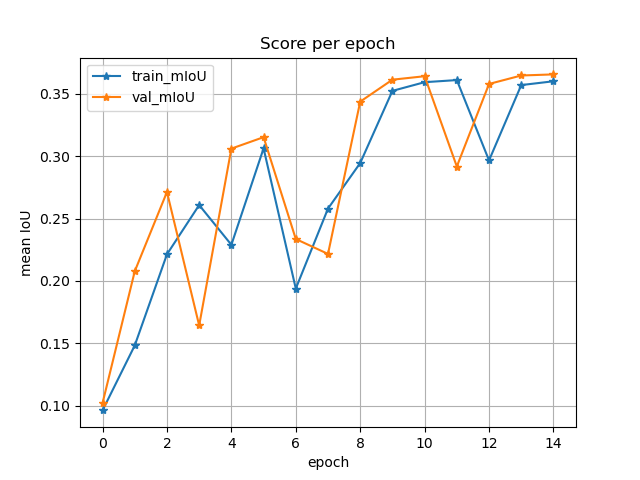 Score per epoch
train_mIoU
val_mIoU
mean IoU
0.35
0.30
0.25
0.20
0.15
0.10
0 2 4 6 8 10 12 14
epoch